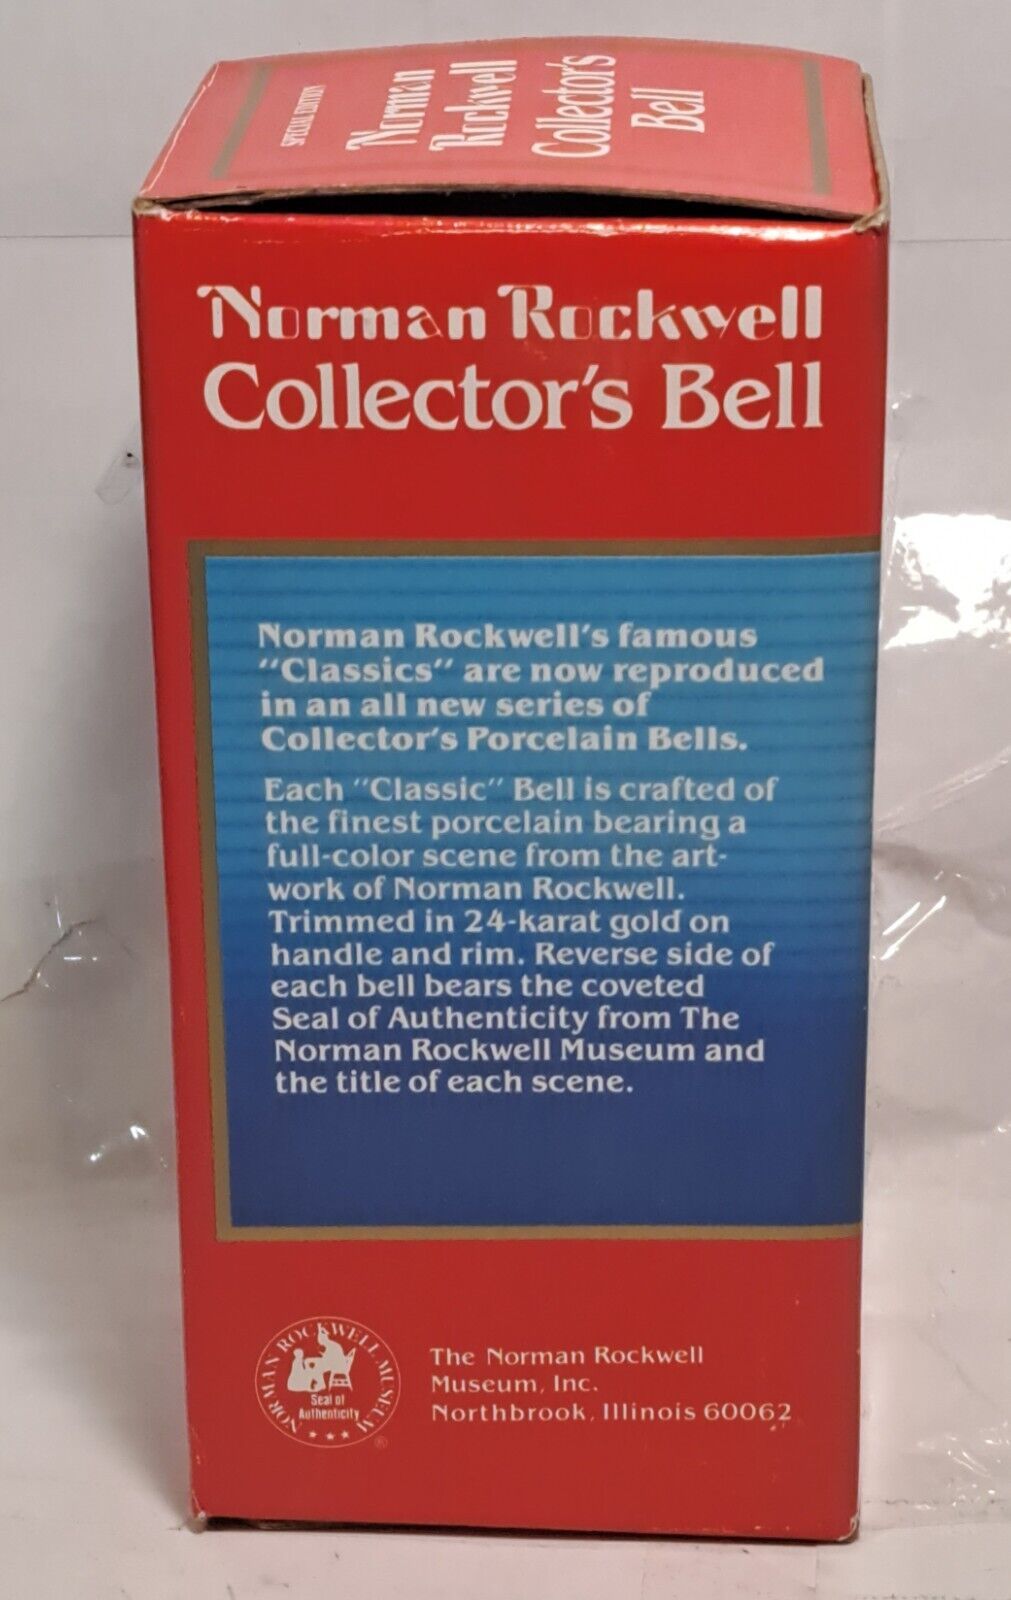 SPECIAL EDITION
Norman
Rockwell
Collector's
Bell
Norman Rockwell
Collector's Bell
Norman Rockwell's famous
"Classics" are now reproduced
in an all new series of
Collector's Porcelain Bells.
Each "Classic" Bell is crafted of
the finest porcelain bearing a
full-color scene from the art-
work of Norman Rockwell.
Trimmed in 24-karat gold on
handle and rim. Reverse side of
each bell bears the coveted
Seal of Authenticity from The
Norman Rockwell Museum and
the title of each scene.
NORMAN ROCKWELL MUSEUM
Seal of
Authenticity
®
The Norman Rockwell
Museum, Inc.
Northbrook, Illinois 60062